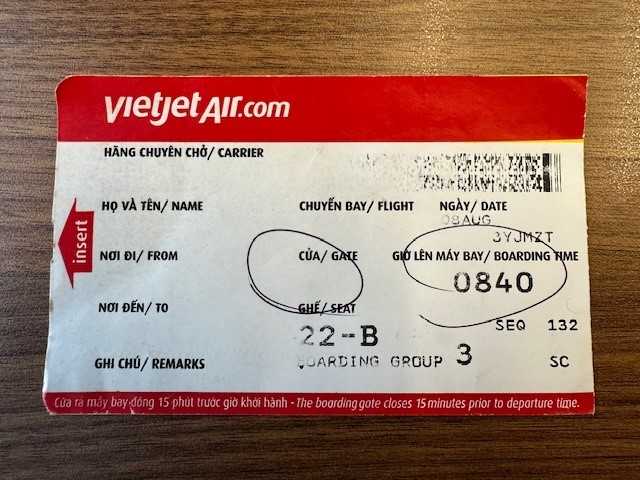 vietjetAir.com
HÃNG CHUYÊN CHỞ/ CARRIER
HỌ VÀ TÊN/ NAME
CHUYẾN BAY/ FLIGHT
NGÀY/ DATE
08AUG
3YJMZT
insert
NƠI ĐI/ FROM
CỬA/ GATE
GIỜ LÊN MÁY BAY/ BOARDING TIME
0840
NƠI ĐẾN/ TO
GHẾ/ SEAT
22-B
SEQ 132
GHI CHÚ/ REMARKS
BOARDING GROUP 3
SC
Cửa ra máy bay đóng 15 phút trước giờ khởi hành - The boarding gate closes 15 minutes prior to departure time.